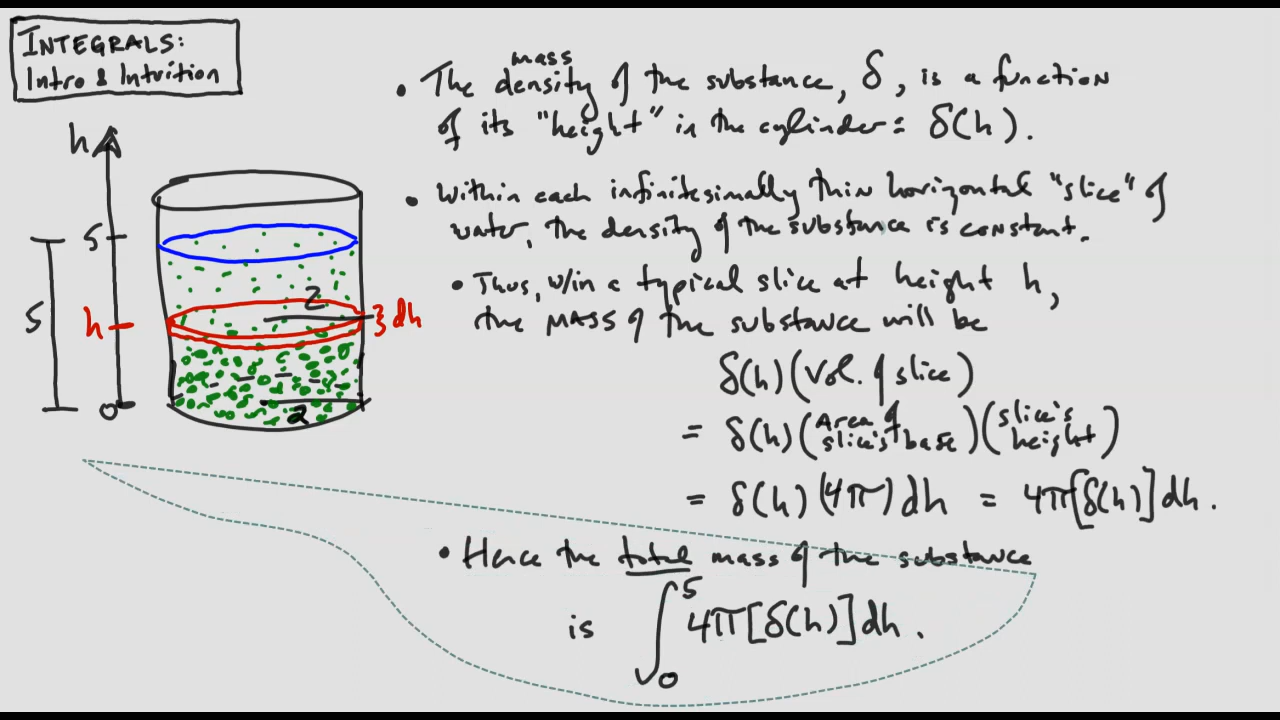 INTEGRALS:
Intro & Intuition
• The mass density of the substance, δ, is a function
of its "height" in the cylinder: δ(h).
• Within each infinitesimally thin horizontal "slice" of
water, the density of the substance is constant.
• Thus, w/in a typical slice at height h,
the MASS of the substance will be
δ(h)(vol. of slice)
= δ(h)(Area of slice's base)(slice's height)
= δ(h)(4π)dh = 4π[δ(h)]dh.
• Hence the total mass of the substance
is ∫₀⁵ 4π[δ(h)]dh.
h
5
5
h
0
2
dh
2